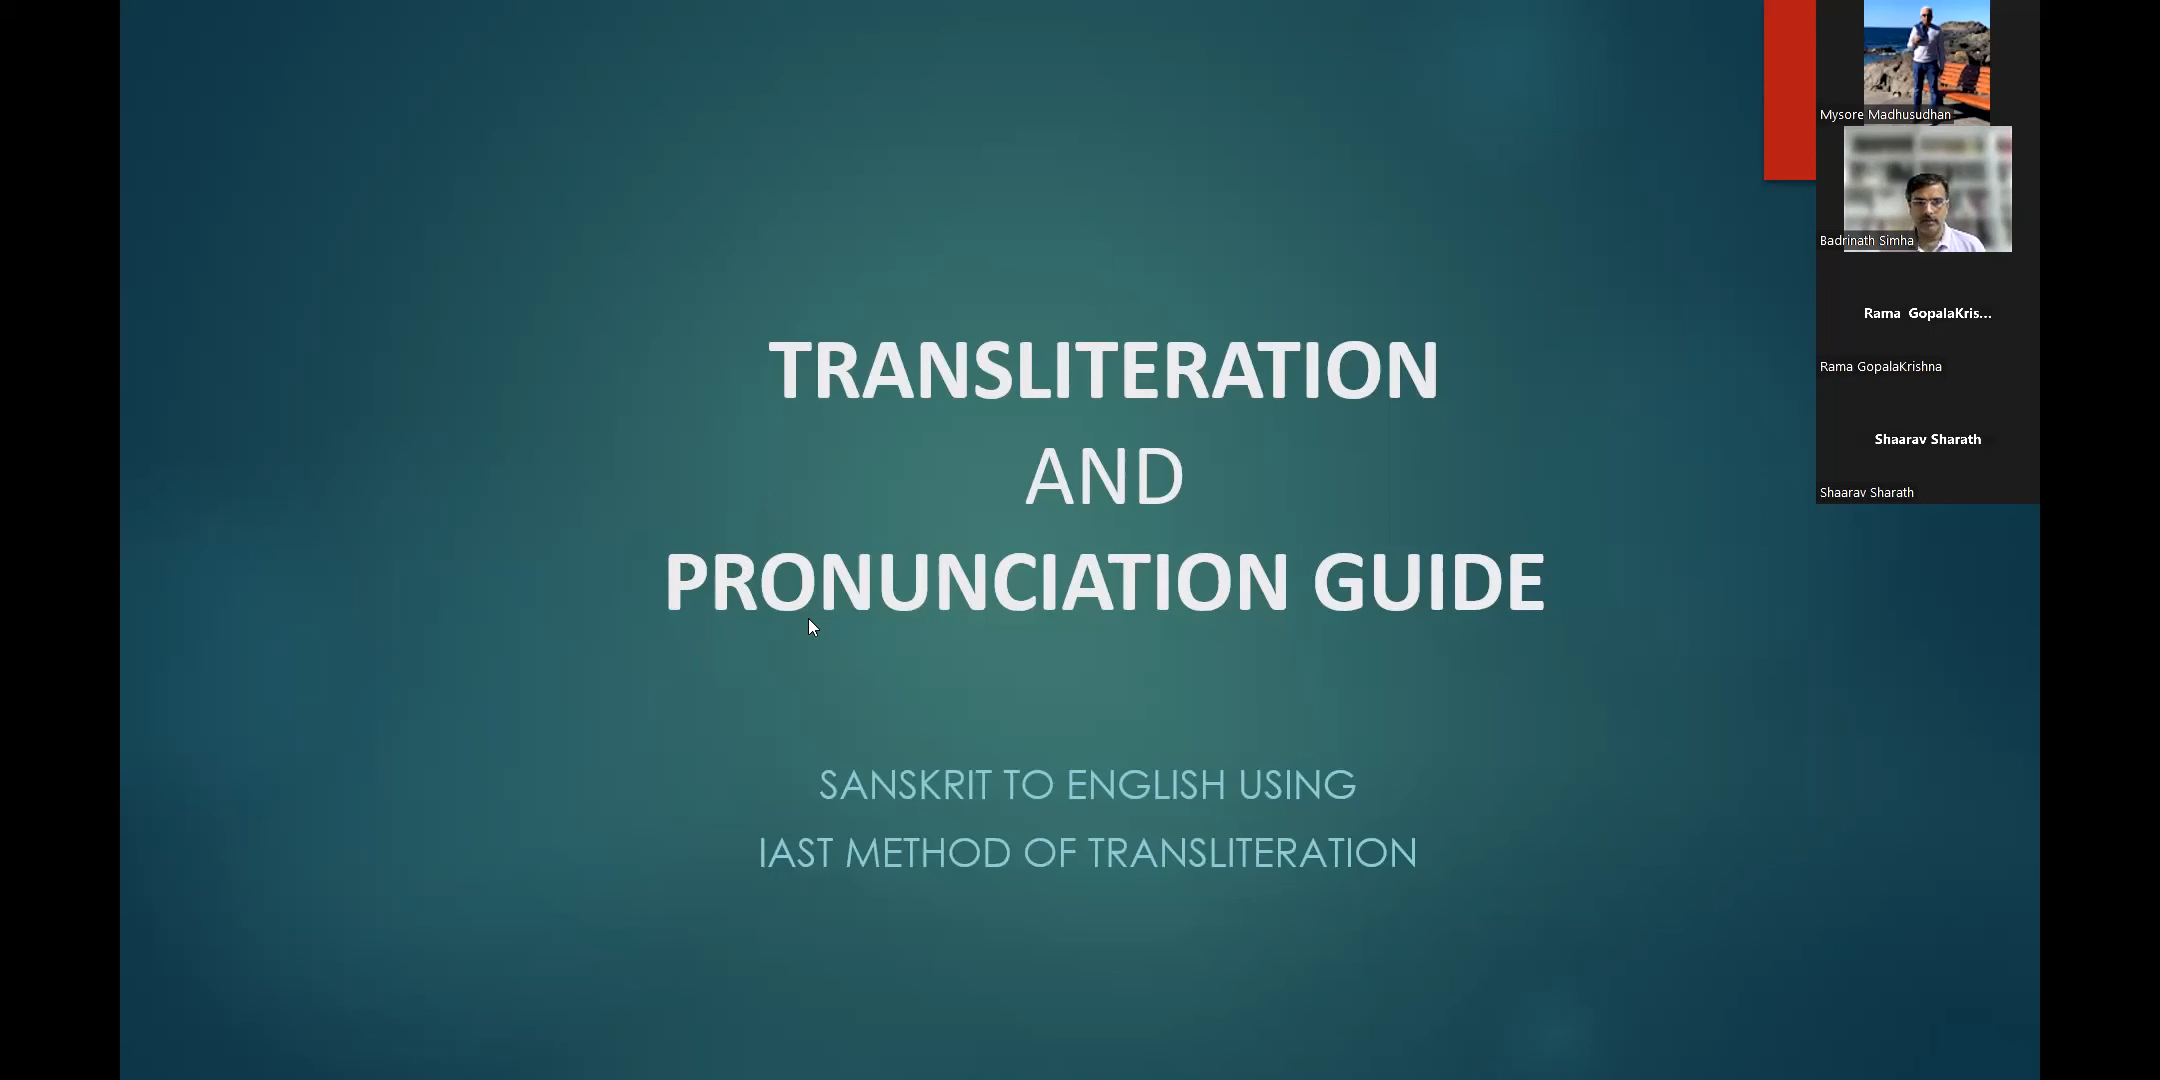 TRANSLITERATION
AND
PRONUNCIATION GUIDE
SANSKRIT TO ENGLISH USING
IAST METHOD OF TRANSLITERATION
Mysore Madhusudhan
Badrinath Simha
Rama GopalaKris...
Rama GopalaKrishna
Shaarav Sharath
Shaarav Sharath